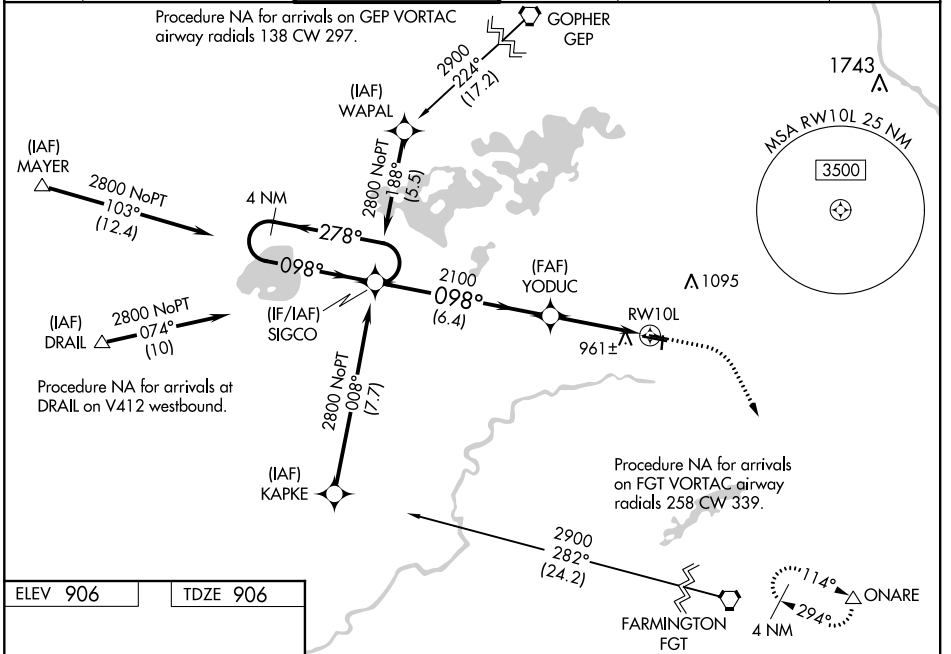 Procedure NA for arrivals on GEP VORTAC
airway radials 138 CW 297.
GOPHER
GEP
2900
224°
(17.2)
1743
(IAF)
WAPAL
MSA RW10L 25 NM
3500
(IAF)
MAYER
2800 NoPT
103°
(12.4)
2800 NoPT
188°
(5.5)
4 NM
278°
098°
(IF/IAF)
SIGCO
2100
098°
(6.4)
(FAF)
YODUC
1095
RW10L
961±
(IAF)
DRAIL
2800 NoPT
074°
(10)
Procedure NA for arrivals at
DRAIL on V412 westbound.
2800 NoPT
008°
(7.7)
(IAF)
KAPKE
Procedure NA for arrivals
on FGT VORTAC airway
radials 258 CW 339.
2900
282°
(24.2)
FARMINGTON
FGT
114°
294°
4 NM
ONARE
ELEV 906
TDZE 906